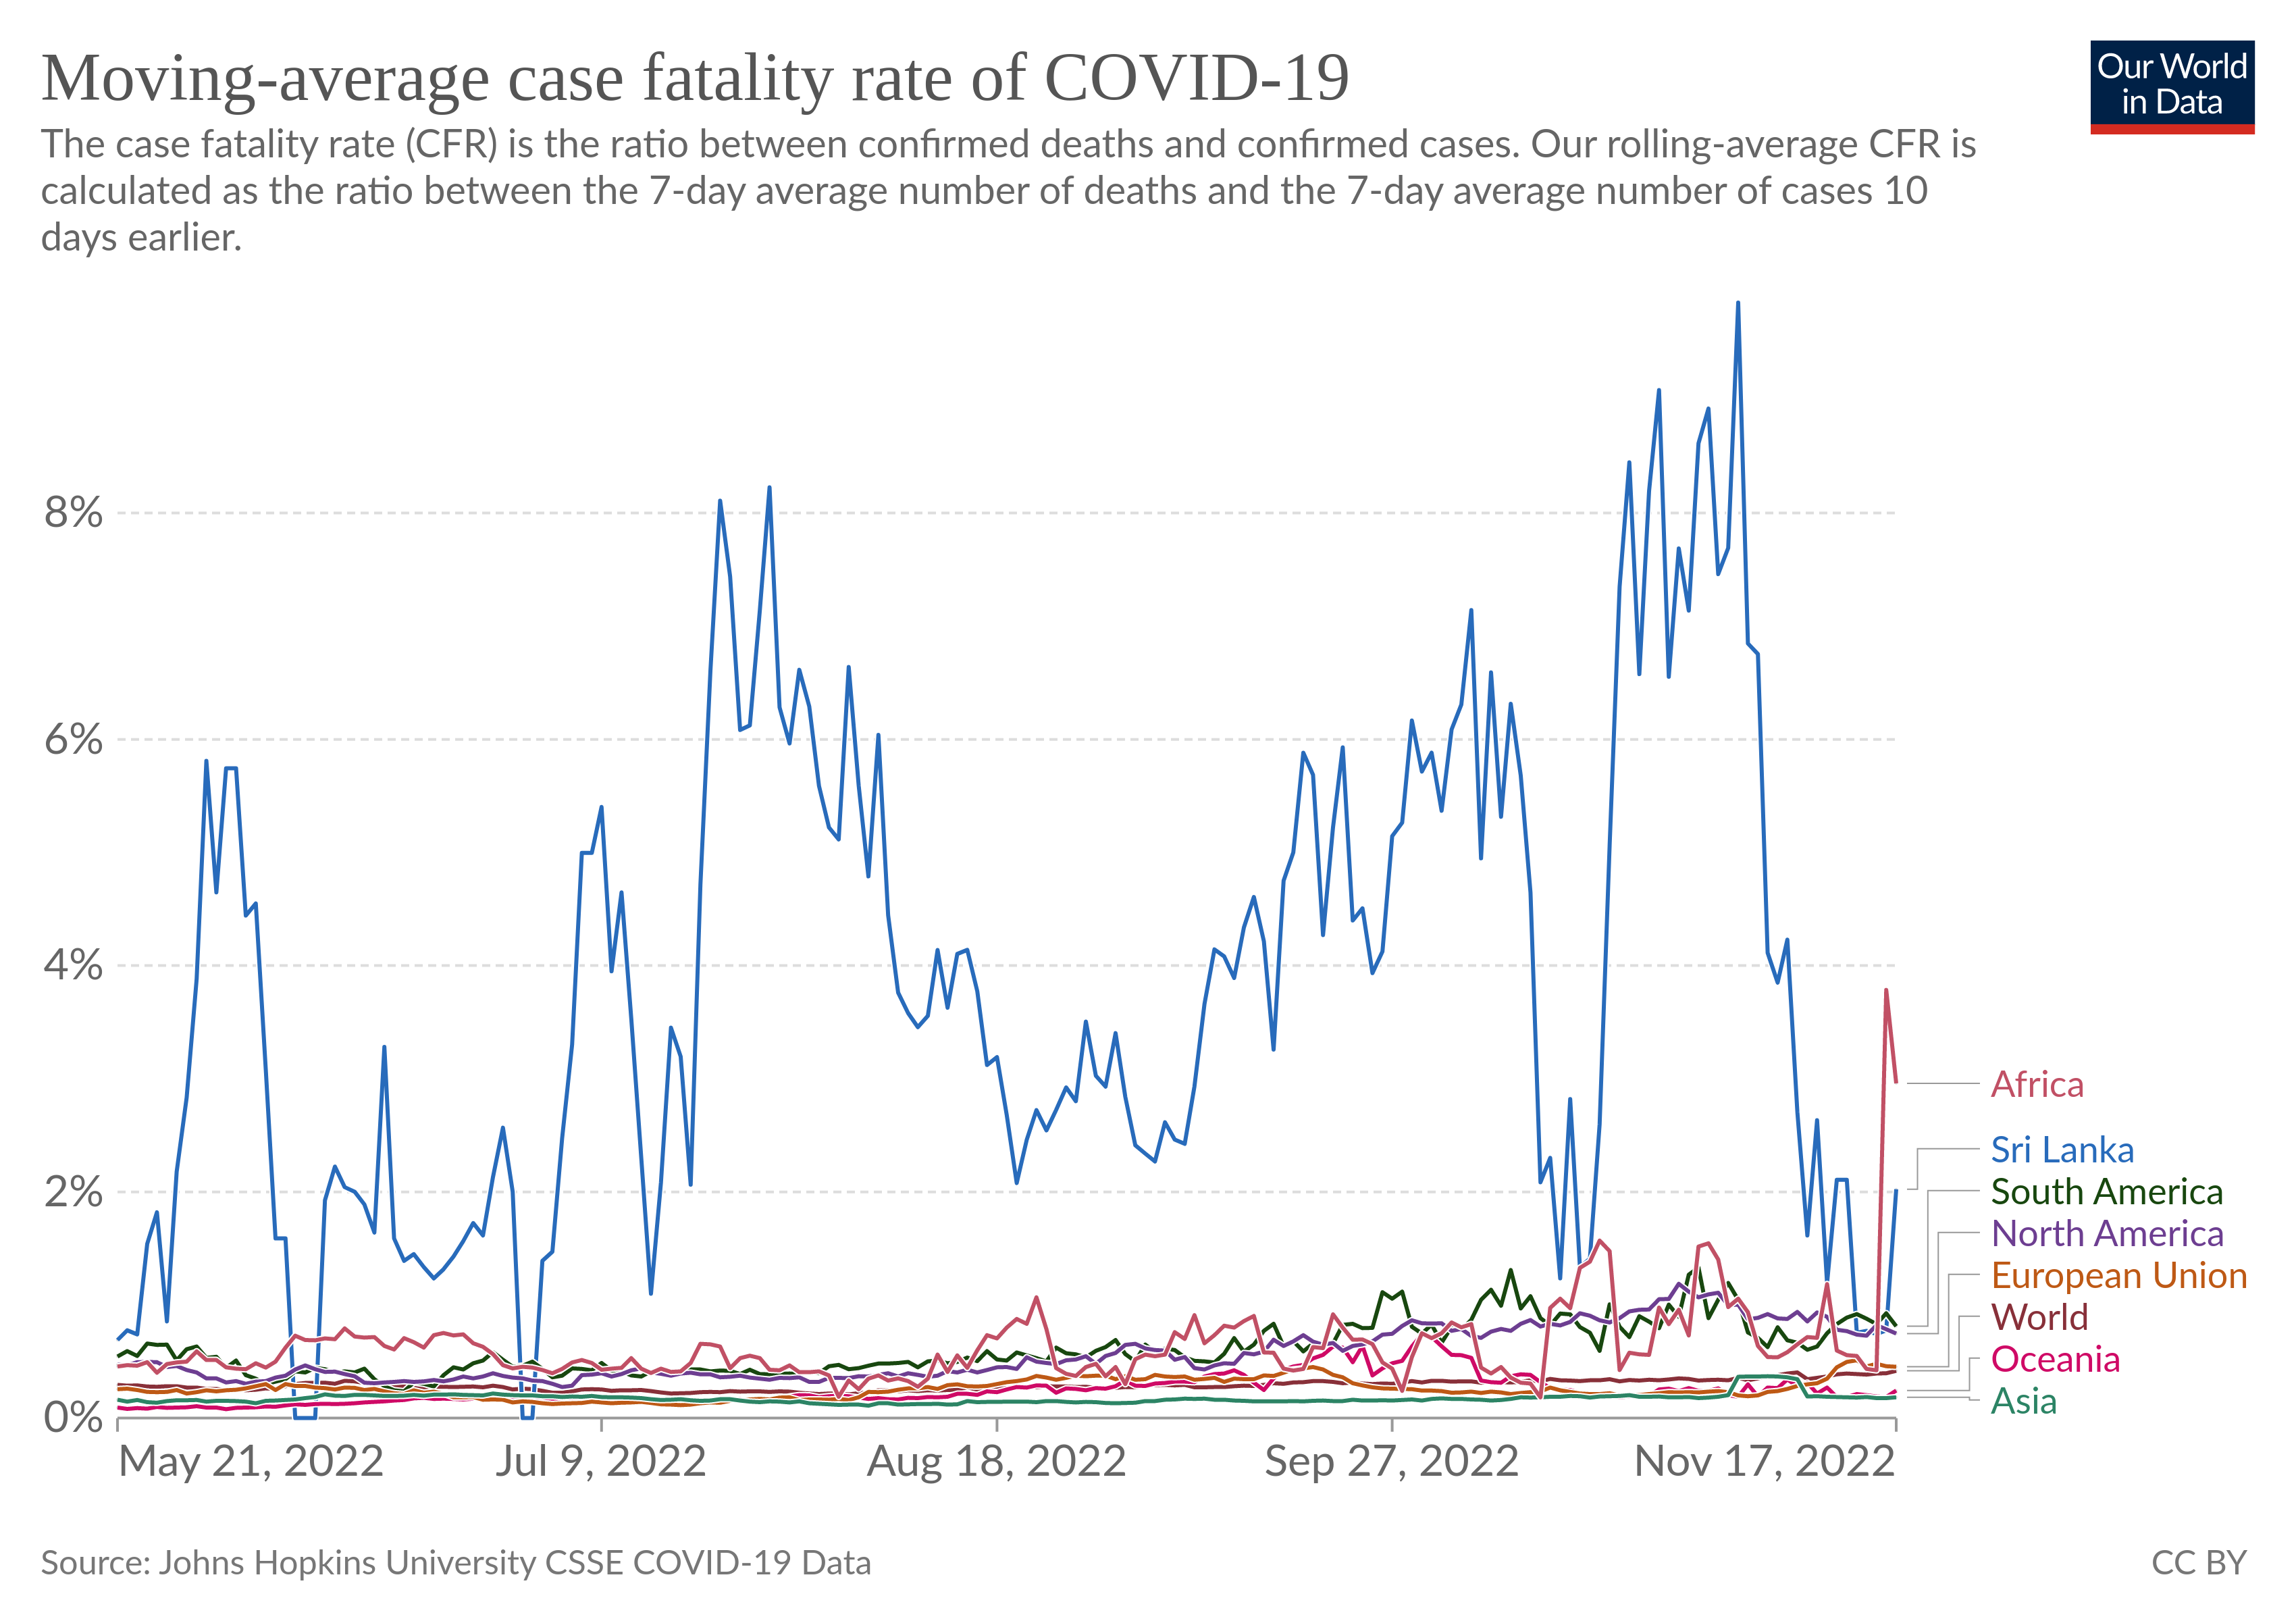 Moving-average case fatality rate of COVID-19
Our World
in Data
The case fatality rate (CFR) is the ratio between confirmed deaths and confirmed cases. Our rolling-average CFR is
calculated as the ratio between the 7-day average number of deaths and the 7-day average number of cases 10
days earlier.
8%
6%
4%
2%
0%
Africa
Sri Lanka
South America
North America
European Union
World
Oceania
Asia
May 21, 2022
Jul 9, 2022
Aug 18, 2022
Sep 27, 2022
Nov 17, 2022
Source: Johns Hopkins University CSSE COVID-19 Data
CC BY